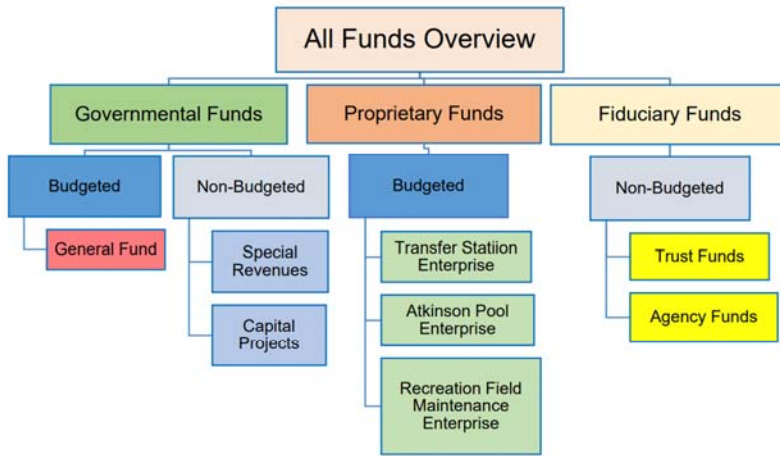 All Funds Overview
Governmental Funds
Proprietary Funds
Fiduciary Funds
Budgeted
Non-Budgeted
Budgeted
Non-Budgeted
General Fund
Special
Revenues
Capital
Projects
Transfer Statiion
Enterprise
Atkinson Pool
Enterprise
Recreation Field
Maintenance
Enterprise
Trust Funds
Agency Funds